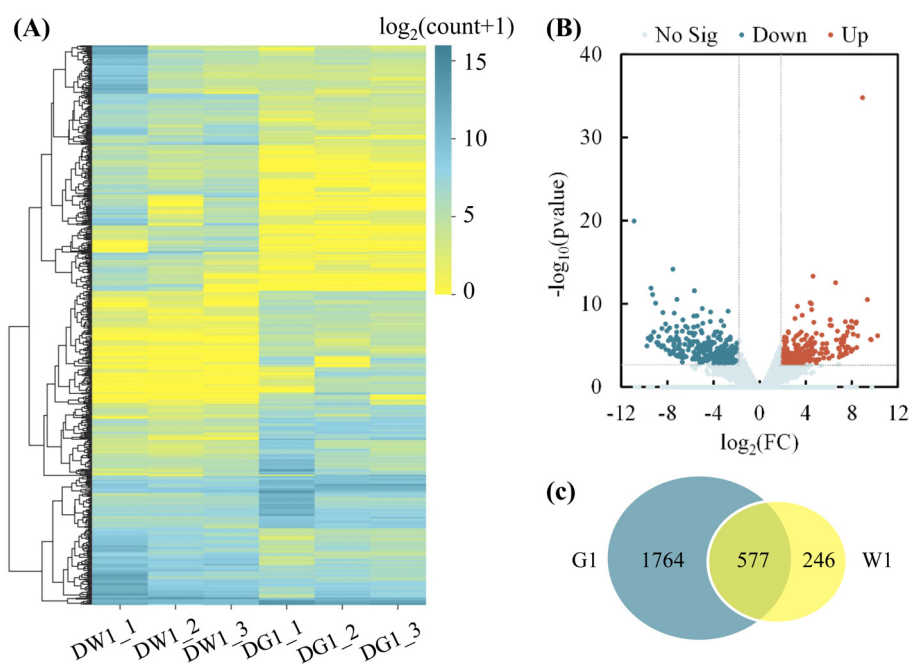 (A)
log2(count+1)
15
10
5
0
DW1_1 DW1_2 DW1_3 DG1_1 DG1_2 DG1_3
(B)
No Sig Down Up
40
30
20
10
0
-log10(pvalue)
-12 -8 -4 0 4 8 12
log2(FC)
(c)
G1 1764 577 246 W1